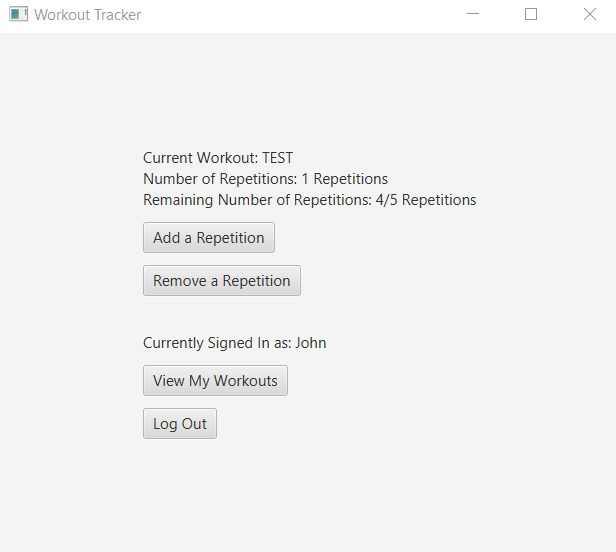 Workout Tracker
Current Workout: TEST
Number of Repetitions: 1 Repetitions
Remaining Number of Repetitions: 4/5 Repetitions
Add a Repetition
Remove a Repetition
Currently Signed In as: John
View My Workouts
Log Out